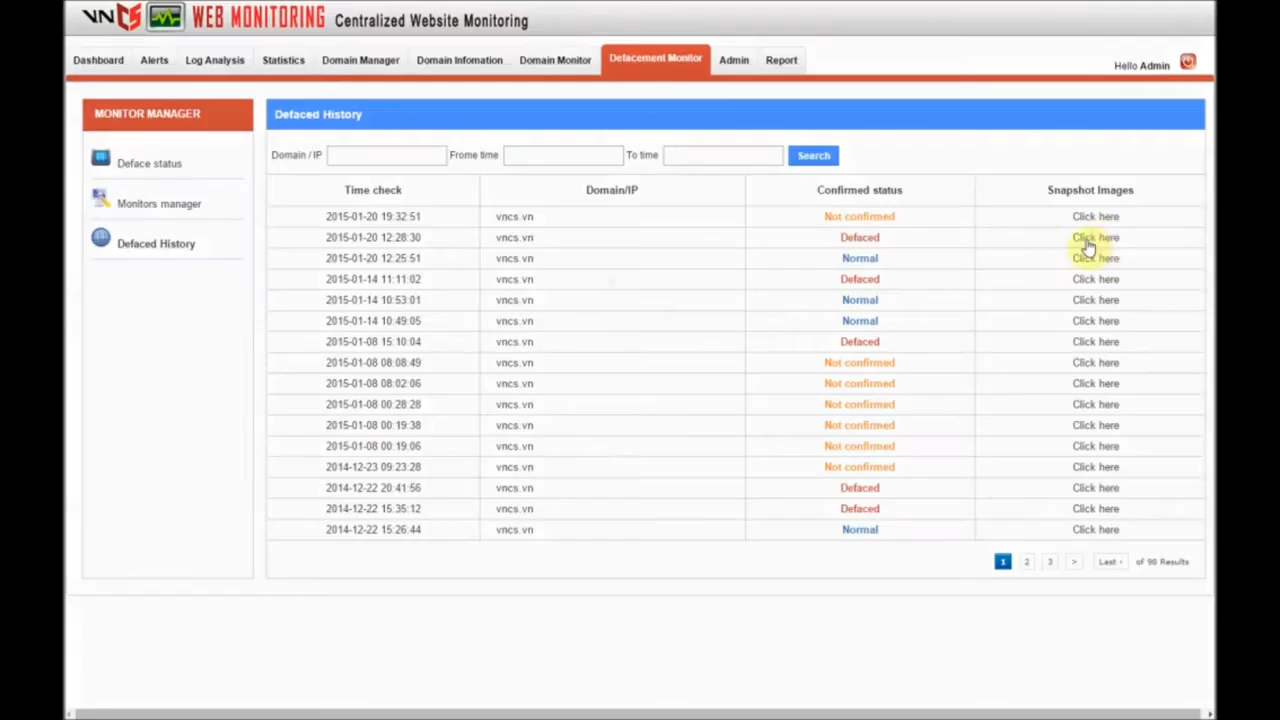 VNCS WEB MONITORING Centralized Website Monitoring
Dashboard Alerts Log Analysis Statistics Domain Manager Domain Infomation Domain Monitor Defacement Monitor Admin Report Hello Admin
MONITOR MANAGER
Deface status
Monitors manager
Defaced History
Defaced History
Domain / IP Frome time To time Search
Time check Domain/IP Confirmed status Snapshot Images
2015-01-20 19:32:51 vncs.vn Not confirmed Click here
2015-01-20 12:28:30 vncs.vn Defaced Click here
2015-01-20 12:25:51 vncs.vn Normal Click here
2015-01-14 11:11:02 vncs.vn Defaced Click here
2015-01-14 10:53:01 vncs.vn Normal Click here
2015-01-14 10:49:05 vncs.vn Normal Click here
2015-01-08 15:10:04 vncs.vn Defaced Click here
2015-01-08 08:08:49 vncs.vn Not confirmed Click here
2015-01-08 08:02:06 vncs.vn Not confirmed Click here
2015-01-08 00:28:28 vncs.vn Not confirmed Click here
2015-01-08 00:19:38 vncs.vn Not confirmed Click here
2015-01-08 00:19:06 vncs.vn Not confirmed Click here
2014-12-23 09:23:28 vncs.vn Not confirmed Click here
2014-12-22 20:41:56 vncs.vn Defaced Click here
2014-12-22 15:35:12 vncs.vn Defaced Click here
2014-12-22 15:26:44 vncs.vn Normal Click here
1 2 3 > Last › of 90 Results